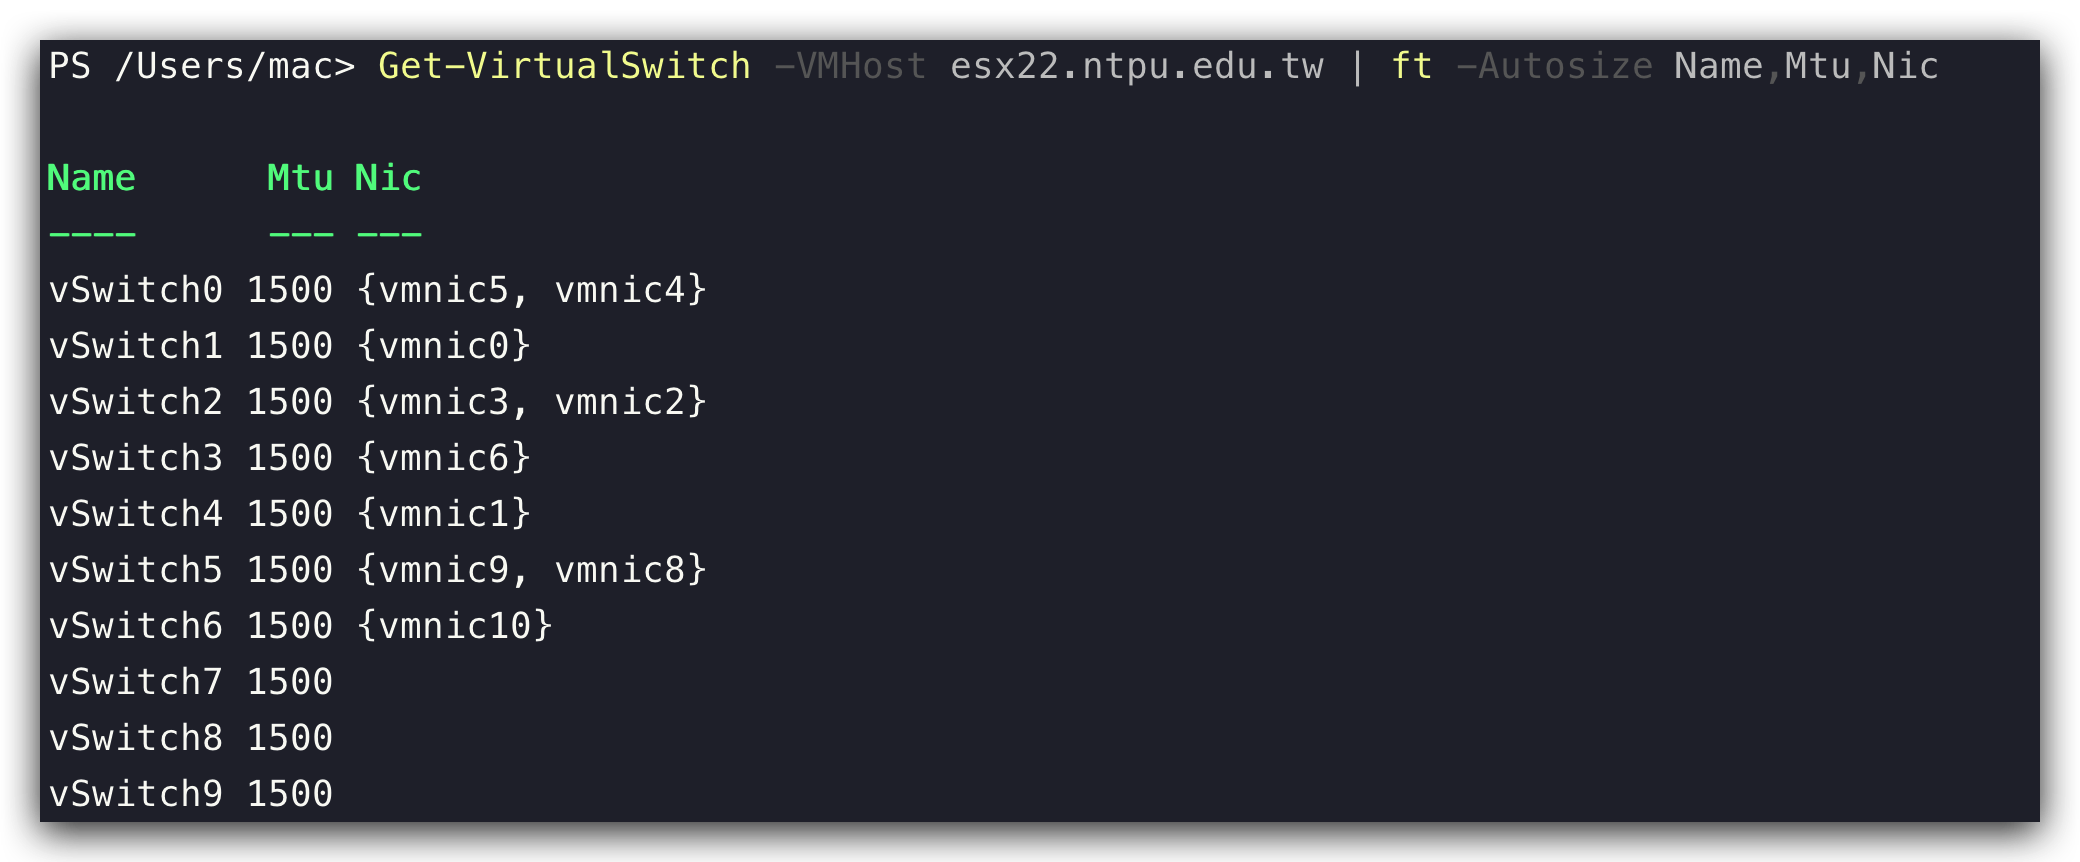 PS /Users/mac> Get-VirtualSwitch -VMHost esx22.ntpu.edu.tw | ft -Autosize Name,Mtu,Nic
Name      Mtu Nic
----      --- ---
vSwitch0 1500 {vmnic5, vmnic4}
vSwitch1 1500 {vmnic0}
vSwitch2 1500 {vmnic3, vmnic2}
vSwitch3 1500 {vmnic6}
vSwitch4 1500 {vmnic1}
vSwitch5 1500 {vmnic9, vmnic8}
vSwitch6 1500 {vmnic10}
vSwitch7 1500
vSwitch8 1500
vSwitch9 1500